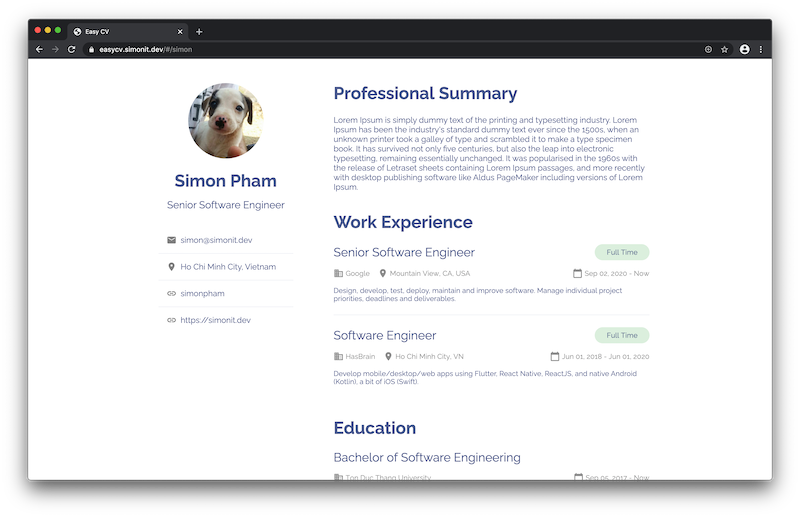 Easy CV
easycv.simonit.dev/#/simon
Simon Pham
Senior Software Engineer
simon@simonit.dev
Ho Chi Minh City, Vietnam
simonpham
https://simonit.dev
Professional Summary
Lorem Ipsum is simply dummy text of the printing and typesetting industry. Lorem
Ipsum has been the industry's standard dummy text ever since the 1500s, when an
unknown printer took a galley of type and scrambled it to make a type specimen
book. It has survived not only five centuries, but also the leap into electronic
typesetting, remaining essentially unchanged. It was popularised in the 1960s with
the release of Letraset sheets containing Lorem Ipsum passages, and more recently
with desktop publishing software like Aldus PageMaker including versions of Lorem
Ipsum.
Work Experience
Senior Software Engineer
Full Time
Google
Mountain View, CA, USA
Sep 02, 2020 - Now
Design, develop, test, deploy, maintain and improve software. Manage individual project
priorities, deadlines and deliverables.
Software Engineer
Full Time
HasBrain
Ho Chi Minh City, VN
Jun 01, 2018 - Jun 01, 2020
Develop mobile/desktop/web apps using Flutter, React Native, ReactJS, and native Android
(Kotlin), a bit of iOS (Swift).
Education
Bachelor of Software Engineering
Ton Duc Thang University
Sep 05, 2017 - Now